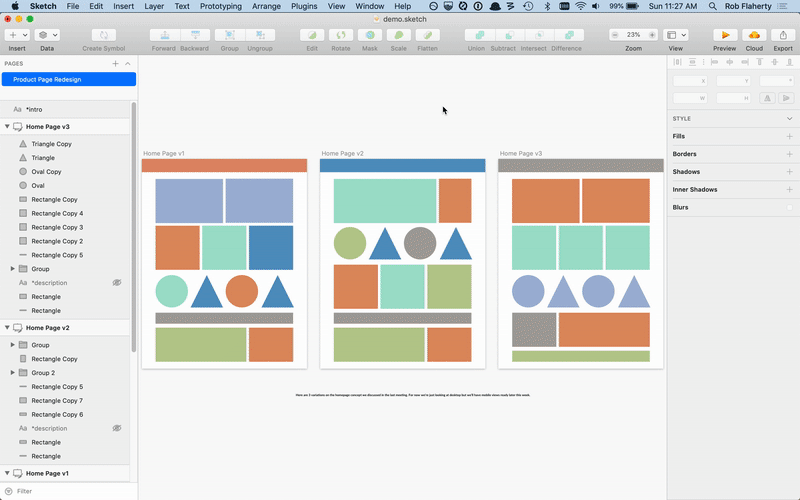 Sketch File Edit Insert Layer Text Prototyping Arrange Plugins View Window Help 99% Sun 11:27 AM Rob Flaherty
demo.sketch
Insert Data Create Symbol Forward Backward Group Ungroup Edit Rotate Mask Scale Flatten Union Subtract Intersect Difference 23% Zoom View Preview Cloud Export
PAGES
Product Page Redesign
Aa *intro
Home Page v3
Triangle Copy
Triangle
Oval Copy
Oval
Rectangle Copy
Rectangle Copy 4
Rectangle Copy 3
Rectangle Copy 2
Rectangle Copy 5
Group
Aa *description
Rectangle
Rectangle
Home Page v2
Group
Rectangle Copy
Group 2
Rectangle Copy 5
Rectangle Copy 7
Rectangle Copy 6
Aa *description
Rectangle
Rectangle
Home Page v1
Filter
Home Page v1
Home Page v2
Home Page v3
Here are 3 variations on the homepage concept we discussed in the last meeting. For now we're just looking at desktop but we'll have mobile views ready later this week.
X Y °
W H
STYLE
Fills
Borders
Shadows
Inner Shadows
Blurs